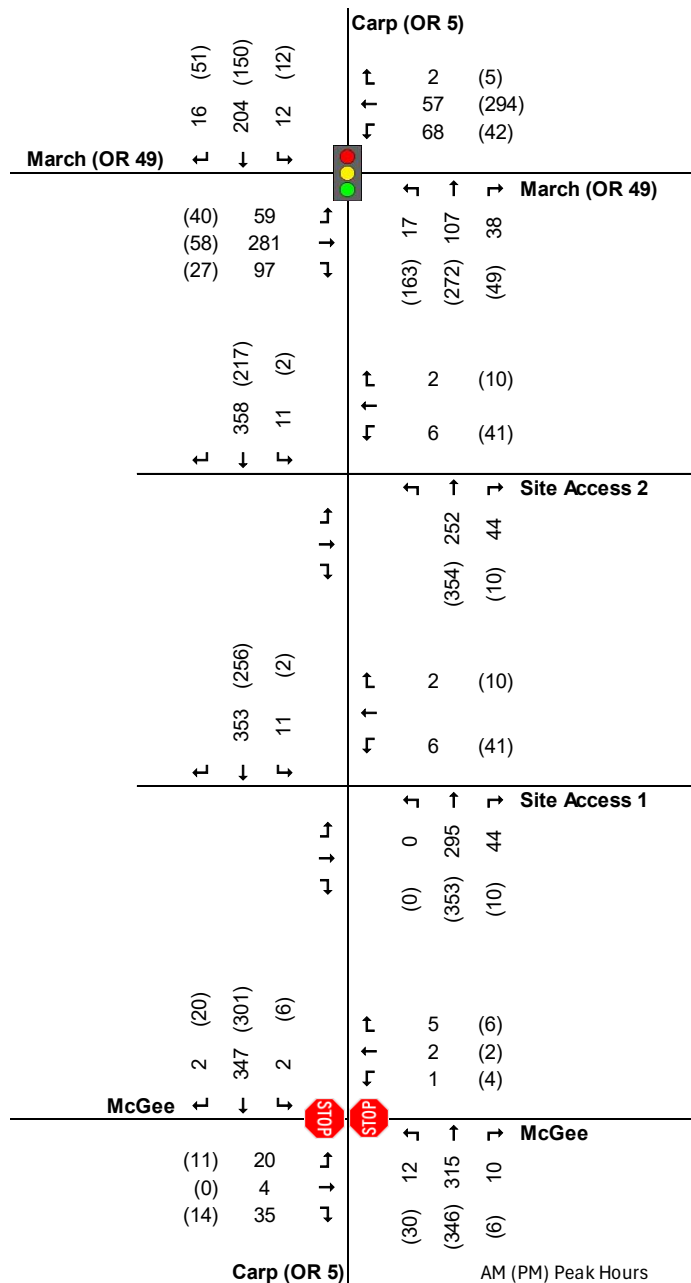 Carp (OR 5)
(51) (150) (12)
16 204 12
2 (5)
57 (294)
68 (42)
March (OR 49)
March (OR 49)
(40) 59
(58) 281
(27) 97
17 107 38
(163) (272) (49)
(217) (2)
358 11
2 (10)
6 (41)
Site Access 2
252 44
(354) (10)
(256) (2)
353 11
2 (10)
6 (41)
Site Access 1
0 295 44
(0) (353) (10)
(20) (301) (6)
2 347 2
5 (6)
2 (2)
1 (4)
McGee
STOP
STOP
McGee
(11) 20
(0) 4
(14) 35
12 315 10
(30) (346) (6)
Carp (OR 5)
AM (PM) Peak Hours